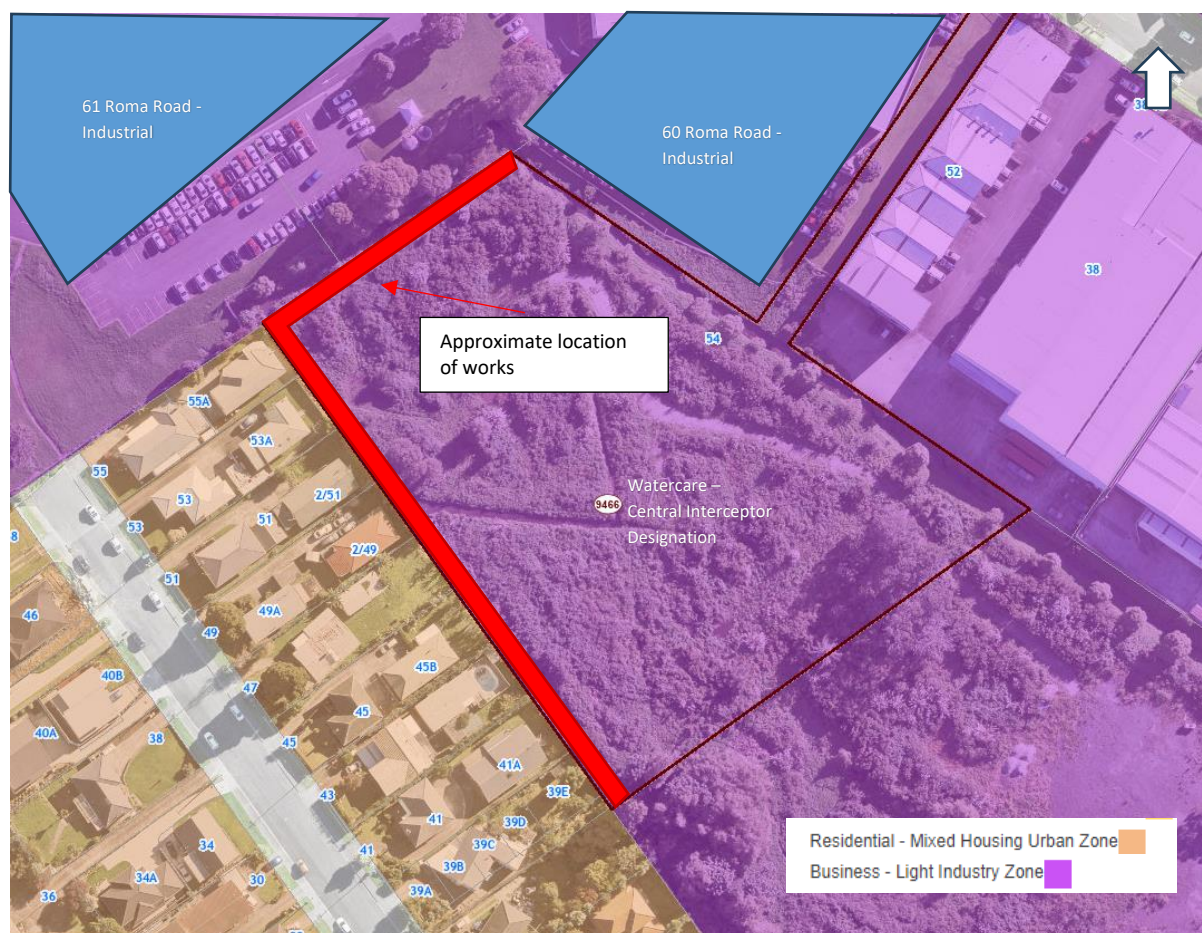 61 Roma Road -
Industrial
60 Roma Road -
Industrial
52
38
54
Approximate location
of works
Watercare –
9466
Central Interceptor
Designation
55A
53A
55
53
2/51
53
51
2/49
51
49A
49
46
45B
40B
47
45
40A
38
45
41A
43
39E
41
39D
34
41
39C
39B
34A
30
39A
36
Residential - Mixed Housing Urban Zone
Business - Light Industry Zone